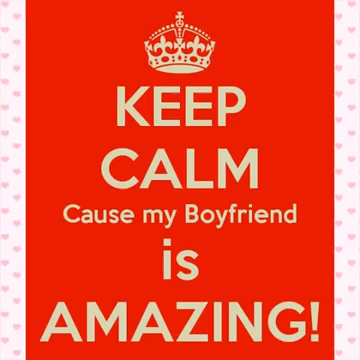 KEEP
CALM
Cause my Boyfriend
is
AMAZING!